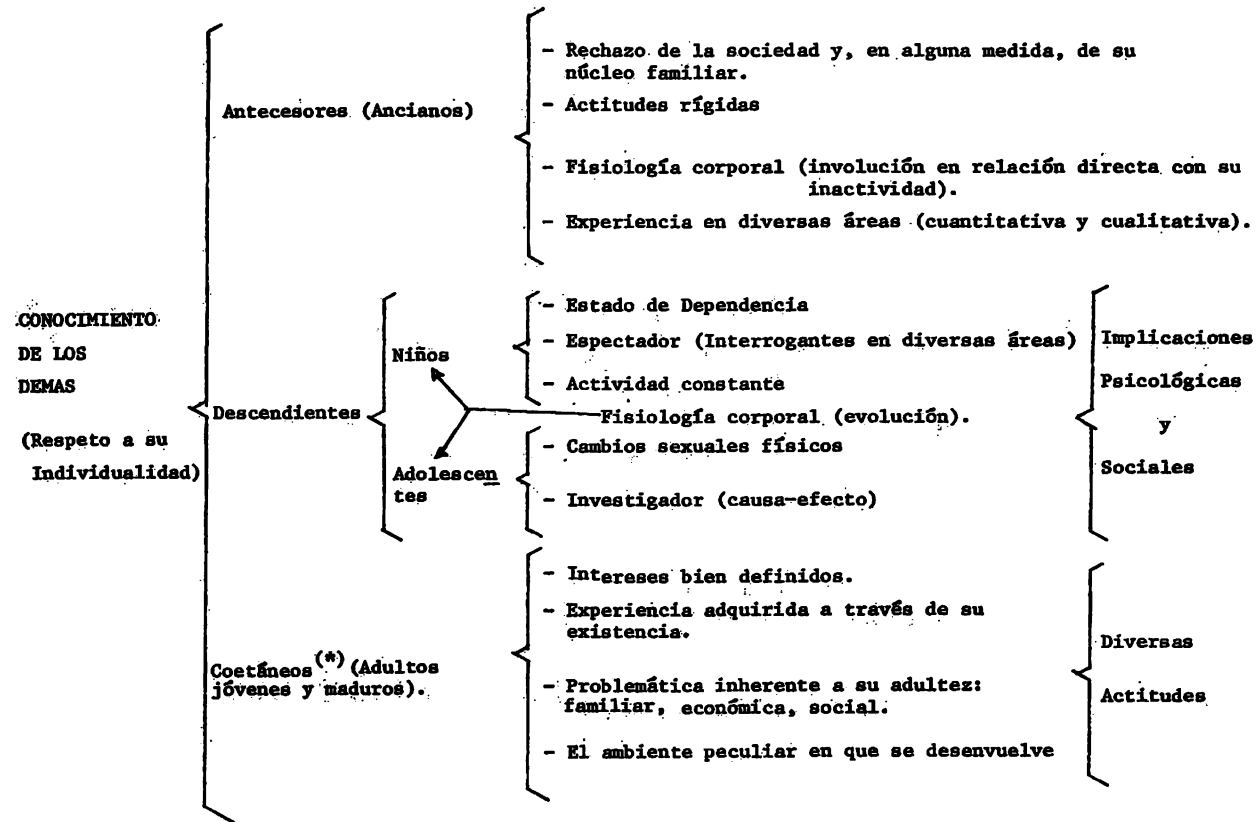 - Rechazo de la sociedad y, en alguna medida, de su
núcleo familiar.
Antecesores (Ancianos)
- Actitudes rígidas
- Fisiología corporal (involución en relación directa con su
inactividad).
- Experiencia en diversas áreas (cuantitativa y cualitativa).
CONOCIMIENTO
DE LOS
DEMAS
(Respeto a su
Individualidad)
Descendientes
Niños
- Estado de Dependencia
- Espectador (Interrogantes en diversas áreas)
- Actividad constante
Fisiología corporal (evolución).
Adolescen
tes
- Cambios sexuales físicos
- Investigador (causa-efecto)
Implicaciones
Psicológicas
y
Sociales
Coetáneos(*) (Adultos
jóvenes y maduros).
- Intereses bien definidos.
- Experiencia adquirida a través de su
existencia.
- Problemática inherente a su adultez:
familiar, económica, social.
- El ambiente peculiar en que se desenvuelve
Diversas
Actitudes